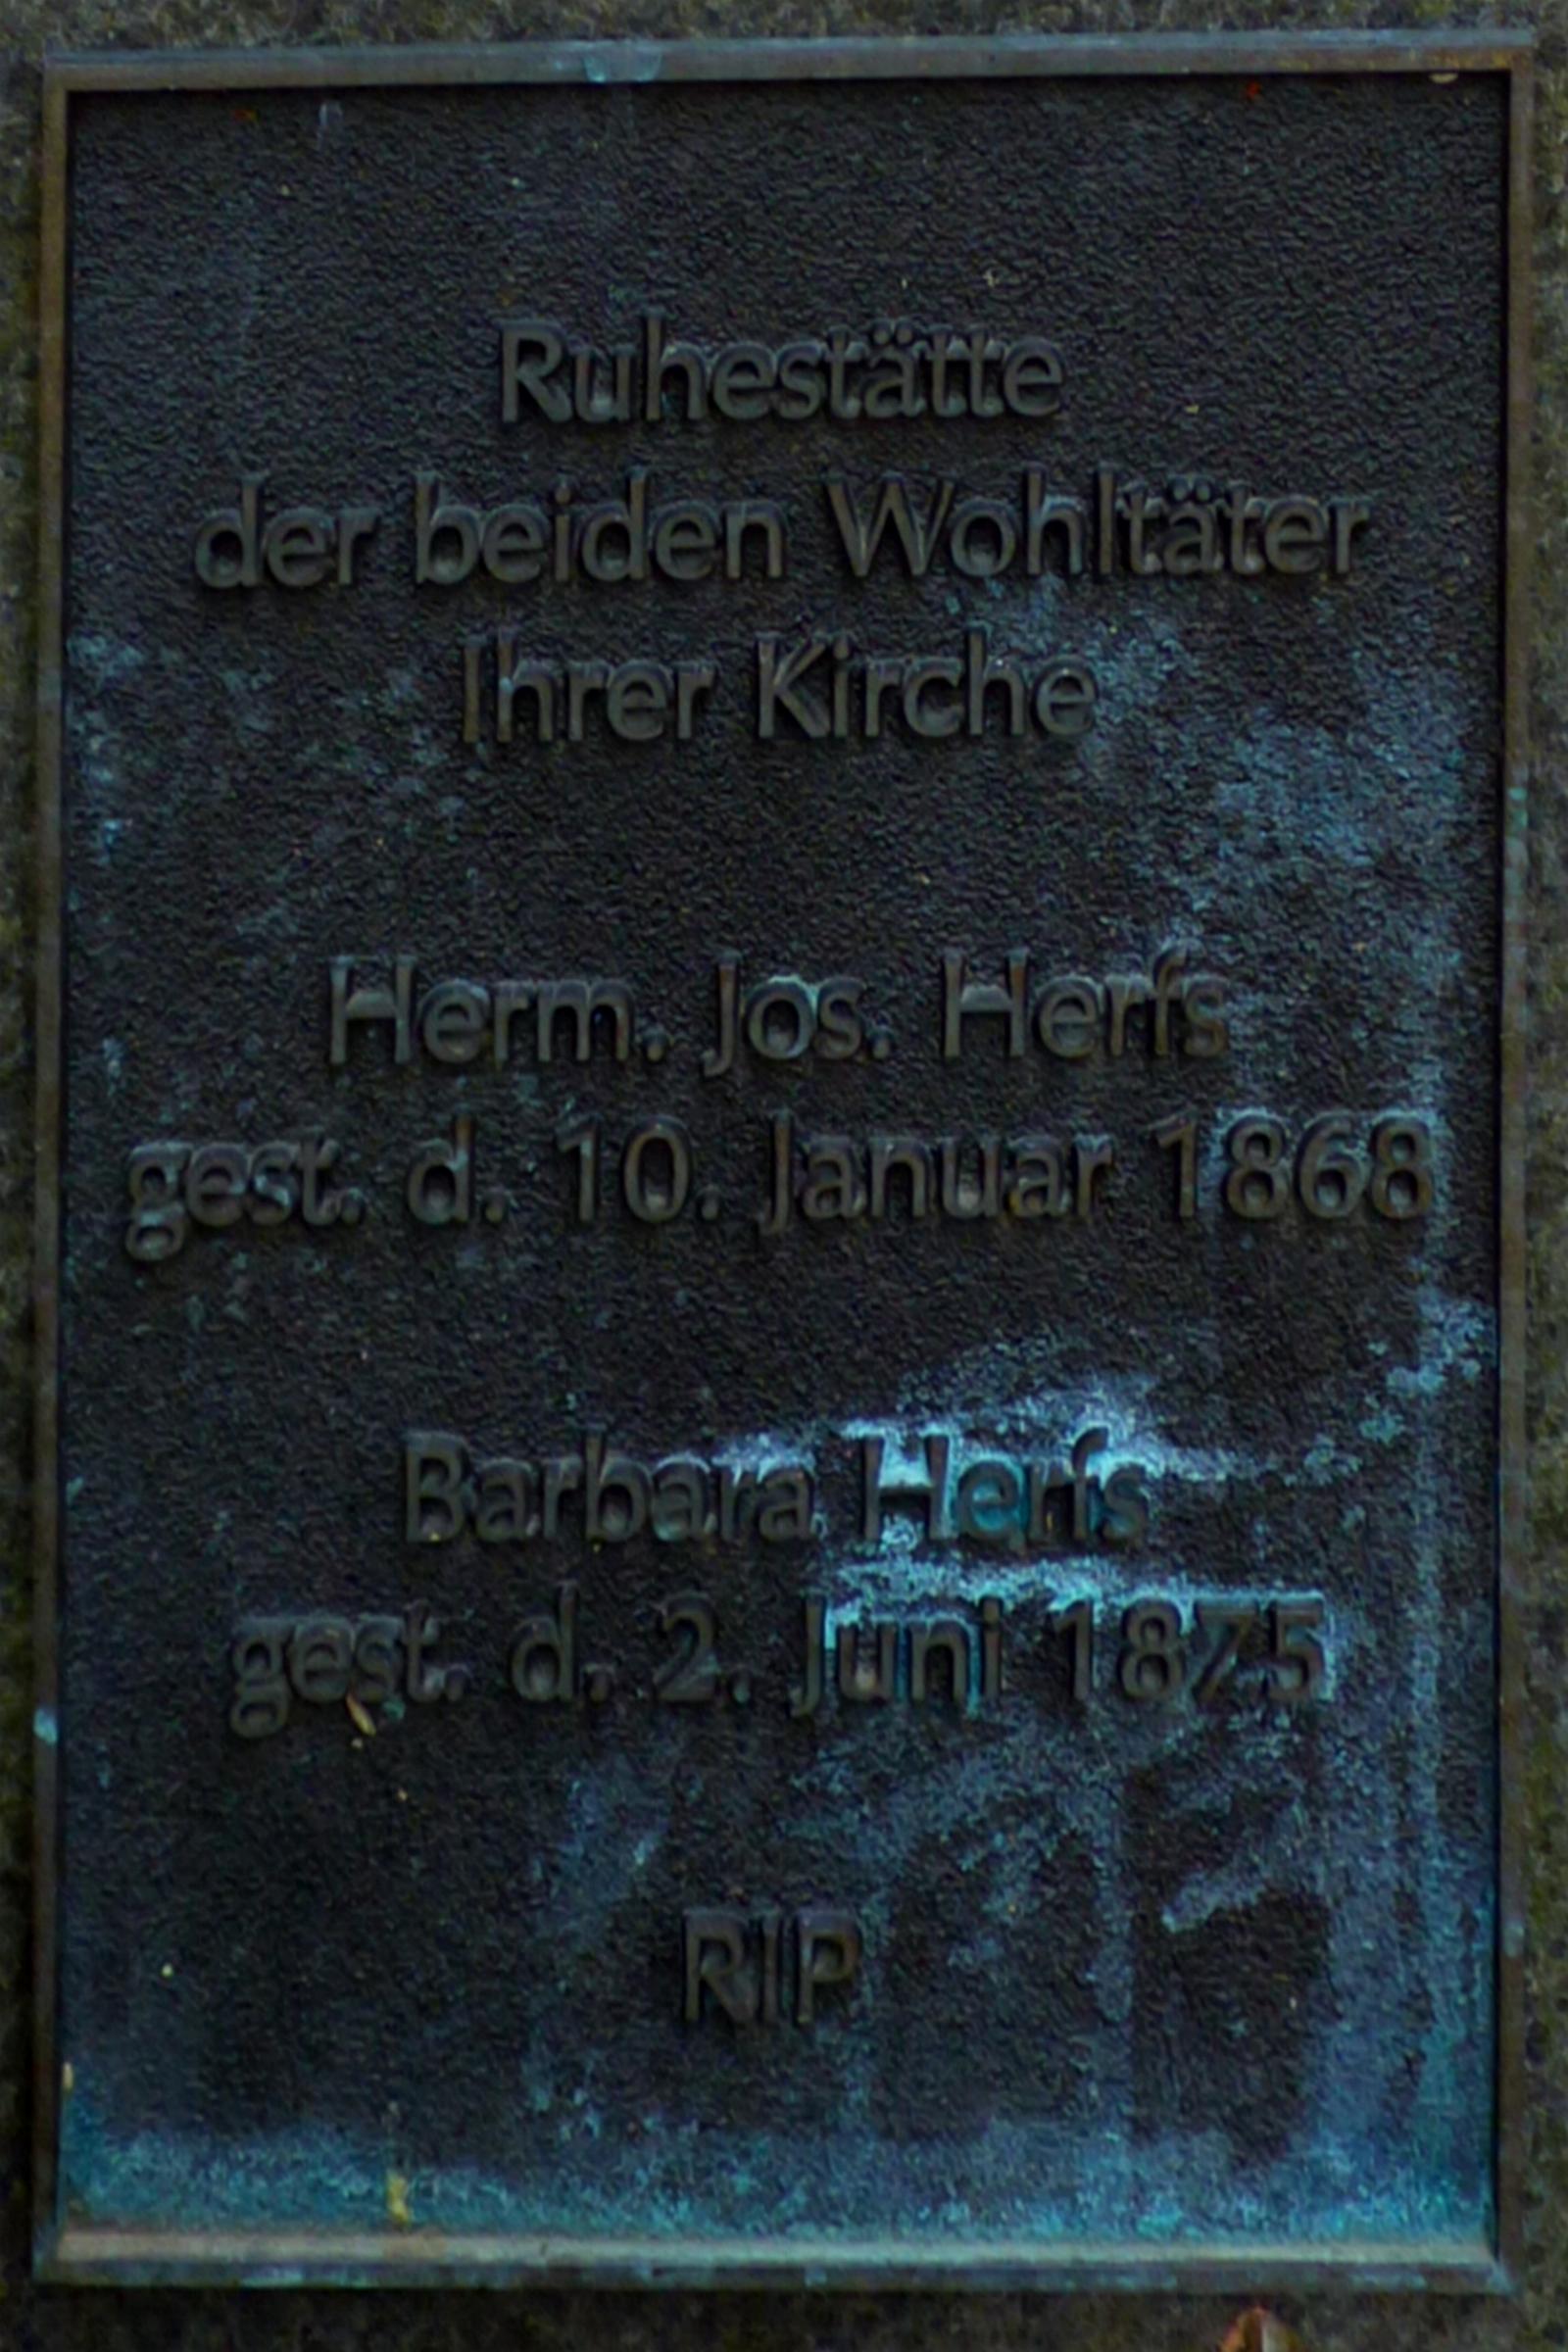 Ruhestätte
der beiden Wohltäter
Ihrer Kirche
Herm. Jos. Herfs
gest. d. 10. Januar 1868
Barbara Herfs
gest. d. 2. Juni 1875
RIP